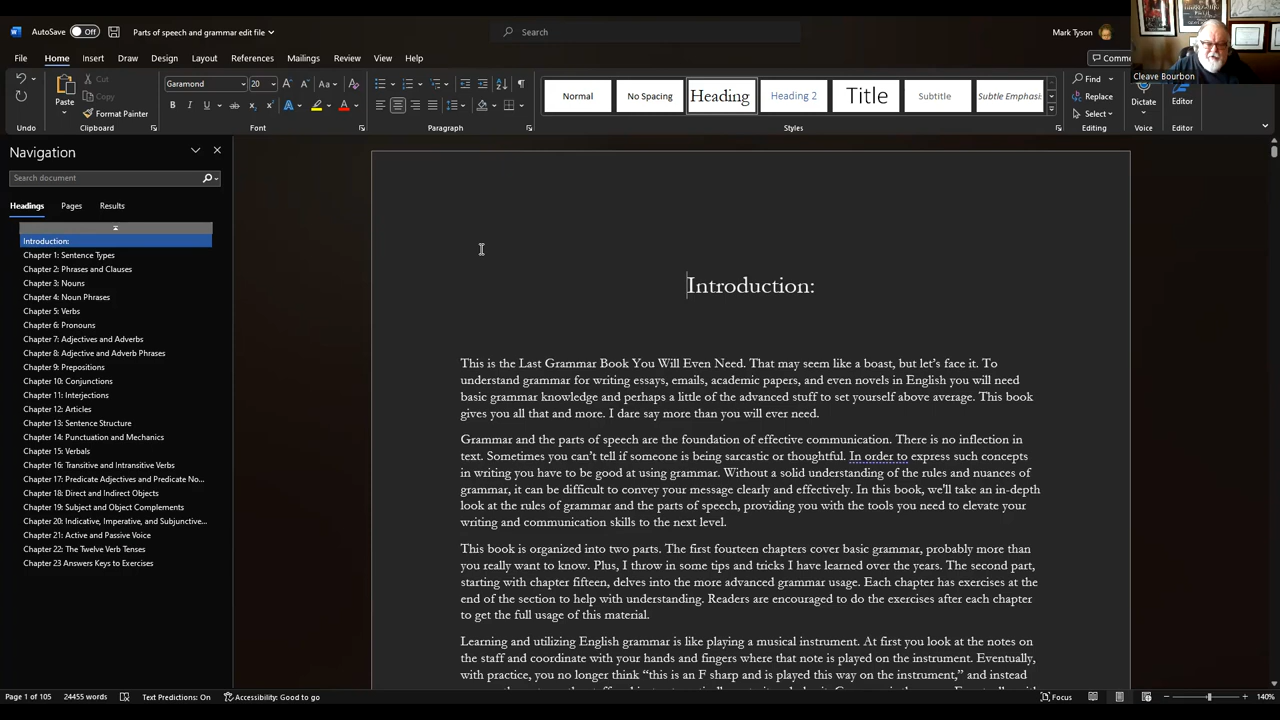 AutoSave Off Parts of speech and grammar edit file Search Mark Tyson
Cleave Bourbon
File Home Insert Draw Design Layout References Mailings Review View Help
Paste Cut Copy Format Painter
Garamond 20
Normal No Spacing Heading Heading 2 Title Subtitle Subtle Emphasi
Find Replace Select Dictate Editor
Undo Clipboard Font Paragraph Styles Editing Voice Editor
Navigation
Search document
Headings Pages Results
Introduction:
Chapter 1: Sentence Types
Chapter 2: Phrases and Clauses
Chapter 3: Nouns
Chapter 4: Noun Phrases
Chapter 5: Verbs
Chapter 6: Pronouns
Chapter 7: Adjectives and Adverbs
Chapter 8: Adjective and Adverb Phrases
Chapter 9: Prepositions
Chapter 10: Conjunctions
Chapter 11: Interjections
Chapter 12: Articles
Chapter 13: Sentence Structure
Chapter 14: Punctuation and Mechanics
Chapter 15: Verbals
Chapter 16: Transitive and Intransitive Verbs
Chapter 17: Predicate Adjectives and Predicate No...
Chapter 18: Direct and Indirect Objects
Chapter 19: Subject and Object Complements
Chapter 20: Indicative, Imperative, and Subjunctive...
Chapter 21: Active and Passive Voice
Chapter 22: The Twelve Verb Tenses
Chapter 23 Answers Keys to Exercises
Introduction:
This is the Last Grammar Book You Will Even Need. That may seem like a boast, but let's face it. To
understand grammar for writing essays, emails, academic papers, and even novels in English you will need
basic grammar knowledge and perhaps a little of the advanced stuff to set yourself above average. This book
gives you all that and more. I dare say more than you will ever need.
Grammar and the parts of speech are the foundation of effective communication. There is no inflection in
text. Sometimes you can't tell if someone is being sarcastic or thoughtful. In order to express such concepts
in writing you have to be good at using grammar. Without a solid understanding of the rules and nuances of
grammar, it can be difficult to convey your message clearly and effectively. In this book, we'll take an in-depth
look at the rules of grammar and the parts of speech, providing you with the tools you need to elevate your
writing and communication skills to the next level.
This book is organized into two parts. The first fourteen chapters cover basic grammar, probably more than
you really want to know. Plus, I throw in some tips and tricks I have learned over the years. The second part,
starting with chapter fifteen, delves into the more advanced grammar usage. Each chapter has exercises at the
end of the section to help with understanding. Readers are encouraged to do the exercises after each chapter
to get the full usage of this material.
Learning and utilizing English grammar is like playing a musical instrument. At first you look at the notes on
the staff and coordinate with your hands and fingers where that note is played on the instrument. Eventually,
with practice, you no longer think “this is an F sharp and is played this way on the instrument,” and instead
Page 1 of 105 24455 words Text Predictions: On Accessibility: Good to go Focus 140%